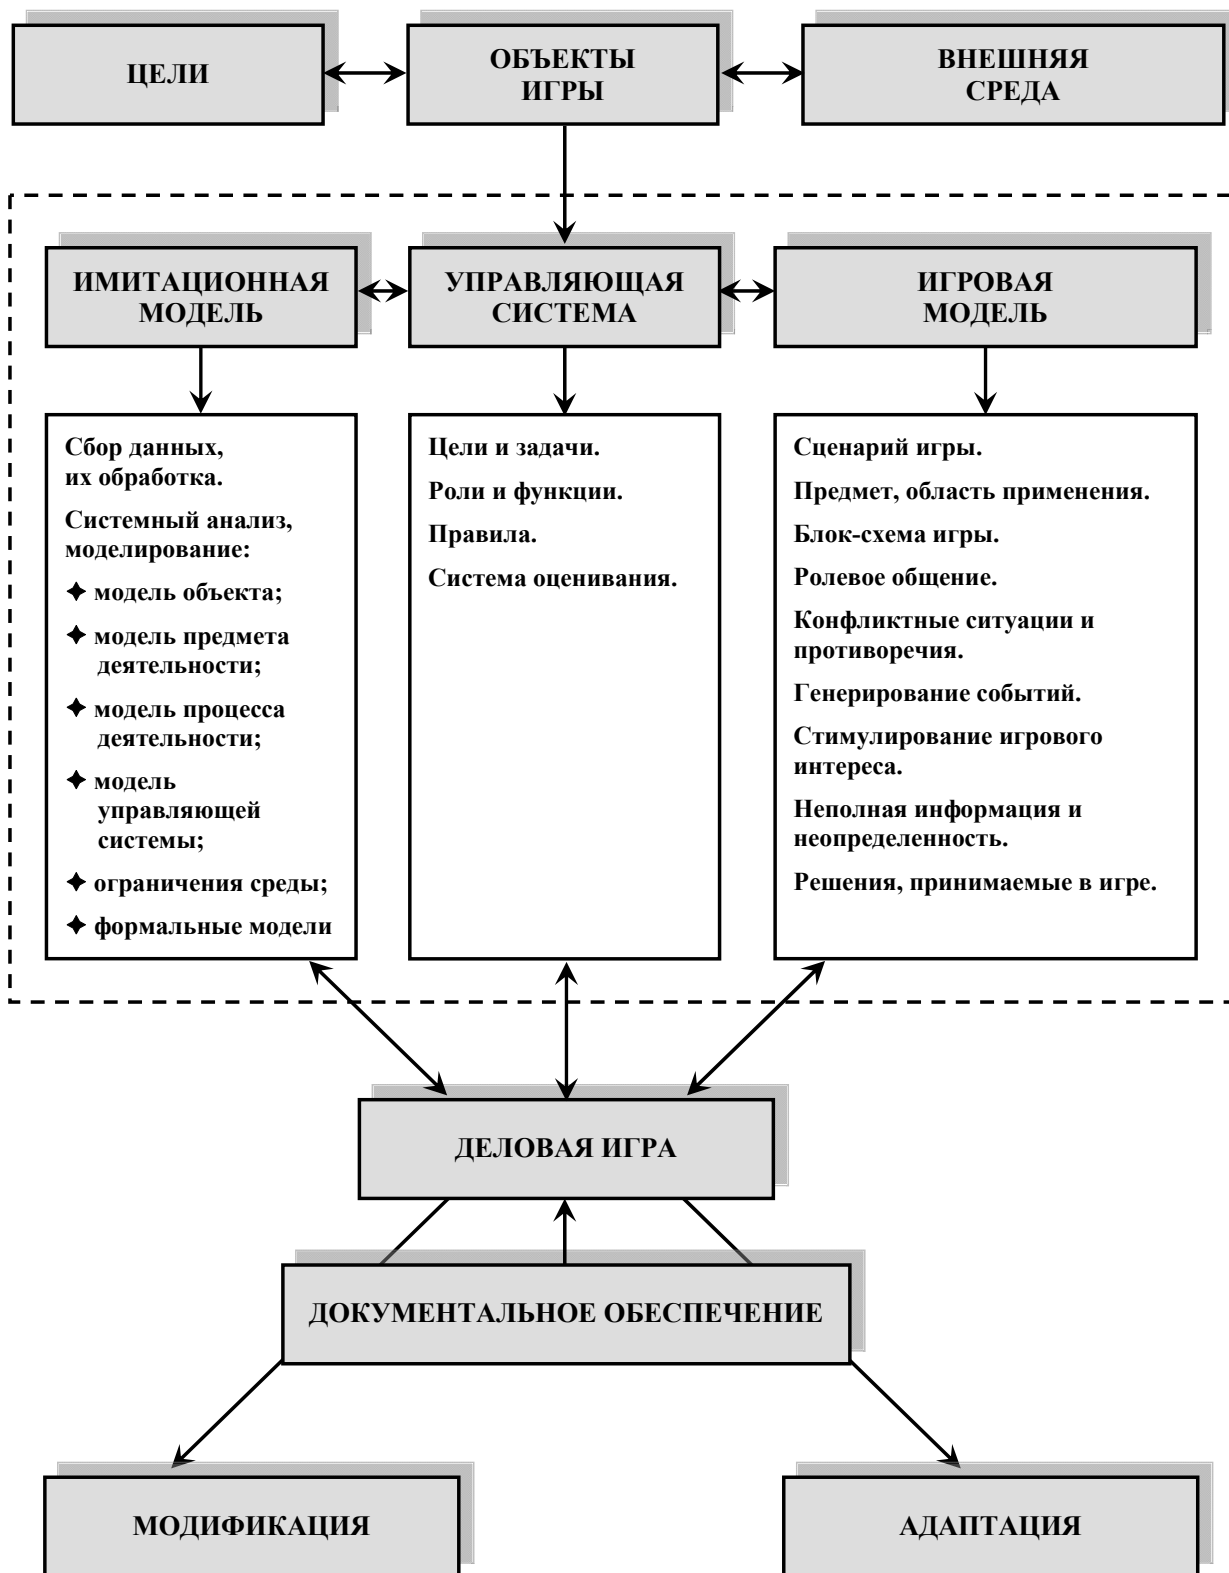 ЦЕЛИ
ОБЪЕКТЫ
ИГРЫ
ВНЕШНЯЯ
СРЕДА
ИМИТАЦИОННАЯ
МОДЕЛЬ
УПРАВЛЯЮЩАЯ
СИСТЕМА
ИГРОВАЯ
МОДЕЛЬ
Сбор данных,
их обработка.
Системный анализ,
моделирование:
✦ модель объекта;
✦ модель предмета
деятельности;
✦ модель процесса
деятельности;
✦ модель
управляющей
системы;
✦ ограничения среды;
✦ формальные модели
Цели и задачи.
Роли и функции.
Правила.
Система оценивания.
Сценарий игры.
Предмет, область применения.
Блок-схема игры.
Ролевое общение.
Конфликтные ситуации и
противоречия.
Генерирование событий.
Стимулирование игрового
интереса.
Неполная информация и
неопределенность.
Решения, принимаемые в игре.
ДЕЛОВАЯ ИГРА
ДОКУМЕНТАЛЬНОЕ ОБЕСПЕЧЕНИЕ
МОДИФИКАЦИЯ
АДАПТАЦИЯ